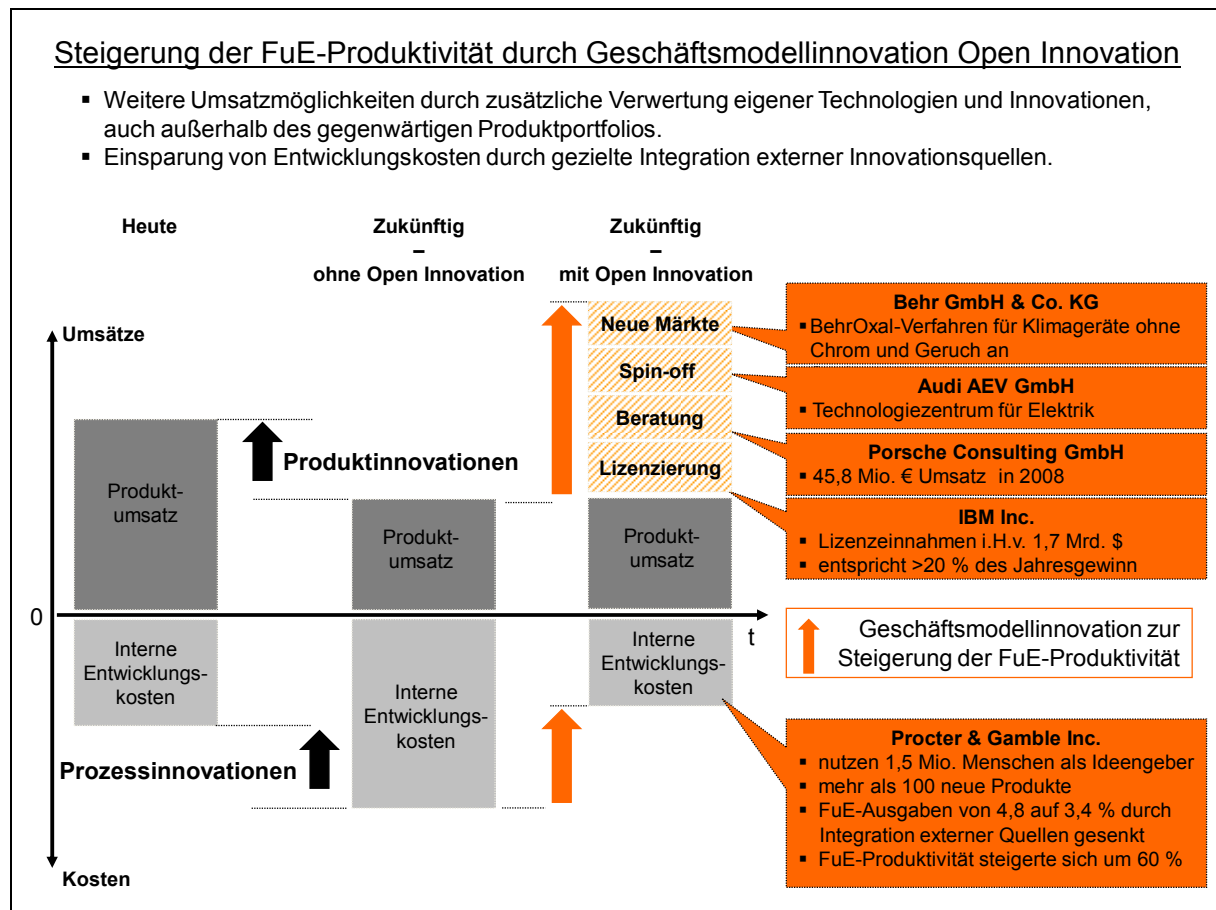 Steigerung der FuE-Produktivität durch Geschäftsmodellinnovation Open Innovation
▪ Weitere Umsatzmöglichkeiten durch zusätzliche Verwertung eigener Technologien und Innovationen,
auch außerhalb des gegenwärtigen Produktportfolios.
▪ Einsparung von Entwicklungskosten durch gezielte Integration externer Innovationsquellen.
Heute
Zukünftig
–
ohne Open Innovation
Zukünftig
–
mit Open Innovation
Umsätze
Produkt-
umsatz
Produktinnovationen
Produkt-
umsatz
Neue Märkte
Spin-off
Beratung
Lizenzierung
Produkt-
umsatz
0
t
Interne
Entwicklungs-
kosten
Prozessinnovationen
Interne
Entwicklungs-
kosten
Interne
Entwicklungs-
kosten
Kosten
Behr GmbH & Co. KG
▪ BehrOxal-Verfahren für Klimageräte ohne
Chrom und Geruch an
Audi AEV GmbH
▪ Technologiezentrum für Elektrik
Porsche Consulting GmbH
▪ 45,8 Mio. € Umsatz in 2008
IBM Inc.
▪ Lizenzeinnahmen i.H.v. 1,7 Mrd. $
▪ entspricht >20 % des Jahresgewinn
Geschäftsmodellinnovation zur
Steigerung der FuE-Produktivität
Procter & Gamble Inc.
▪ nutzen 1,5 Mio. Menschen als Ideengeber
▪ mehr als 100 neue Produkte
▪ FuE-Ausgaben von 4,8 auf 3,4 % durch
Integration externer Quellen gesenkt
▪ FuE-Produktivität steigerte sich um 60 %